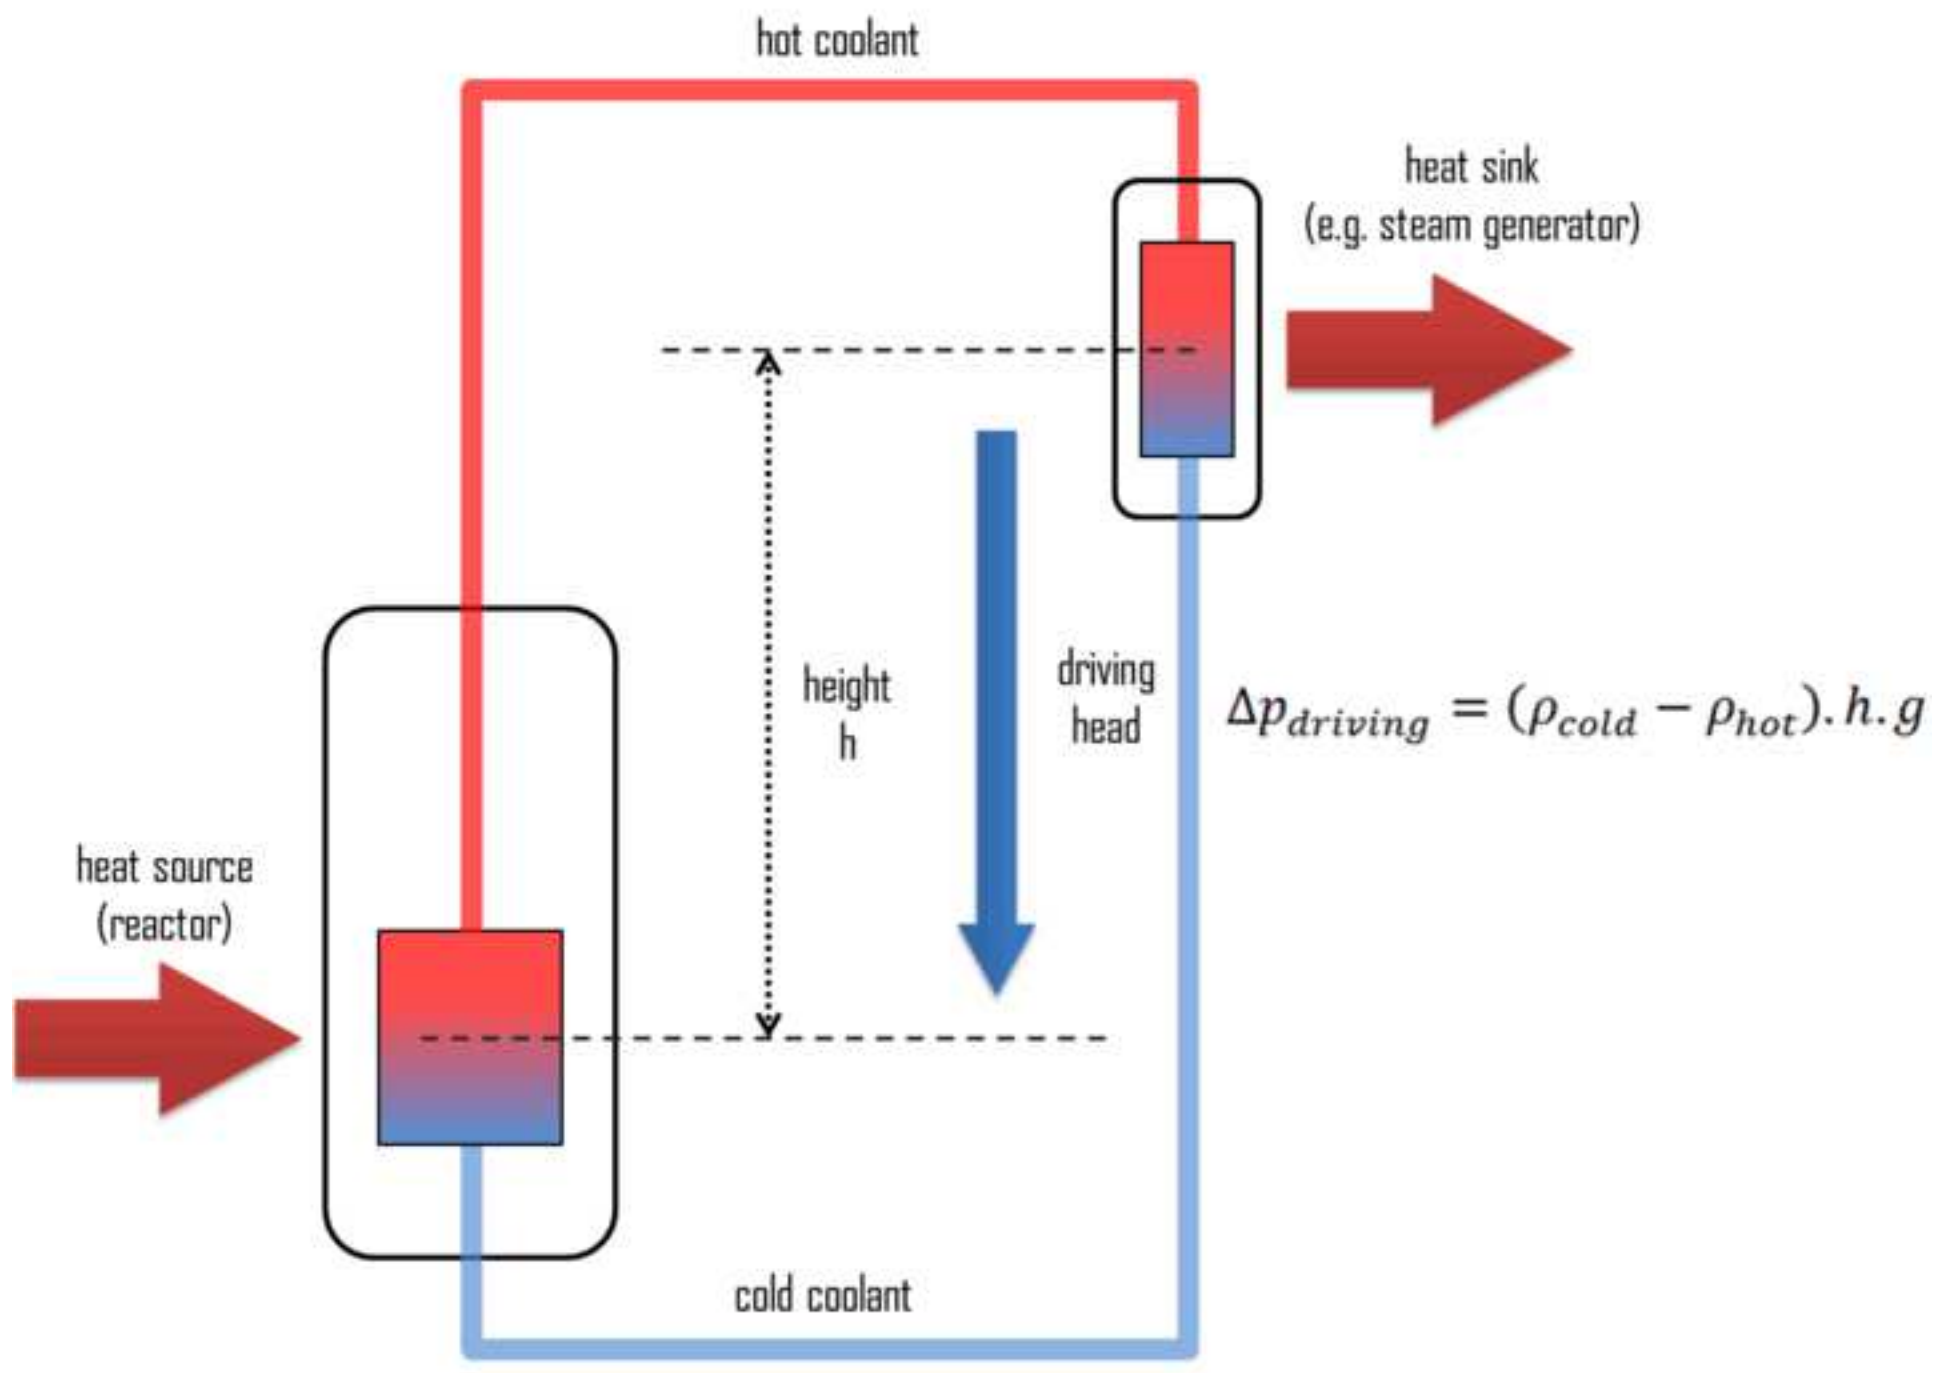 hot coolant
heat sink
(e.g. steam generator)
height
h
driving
head
Δp_driving = (ρ_cold − ρ_hot). h. g
heat source
(reactor)
cold coolant